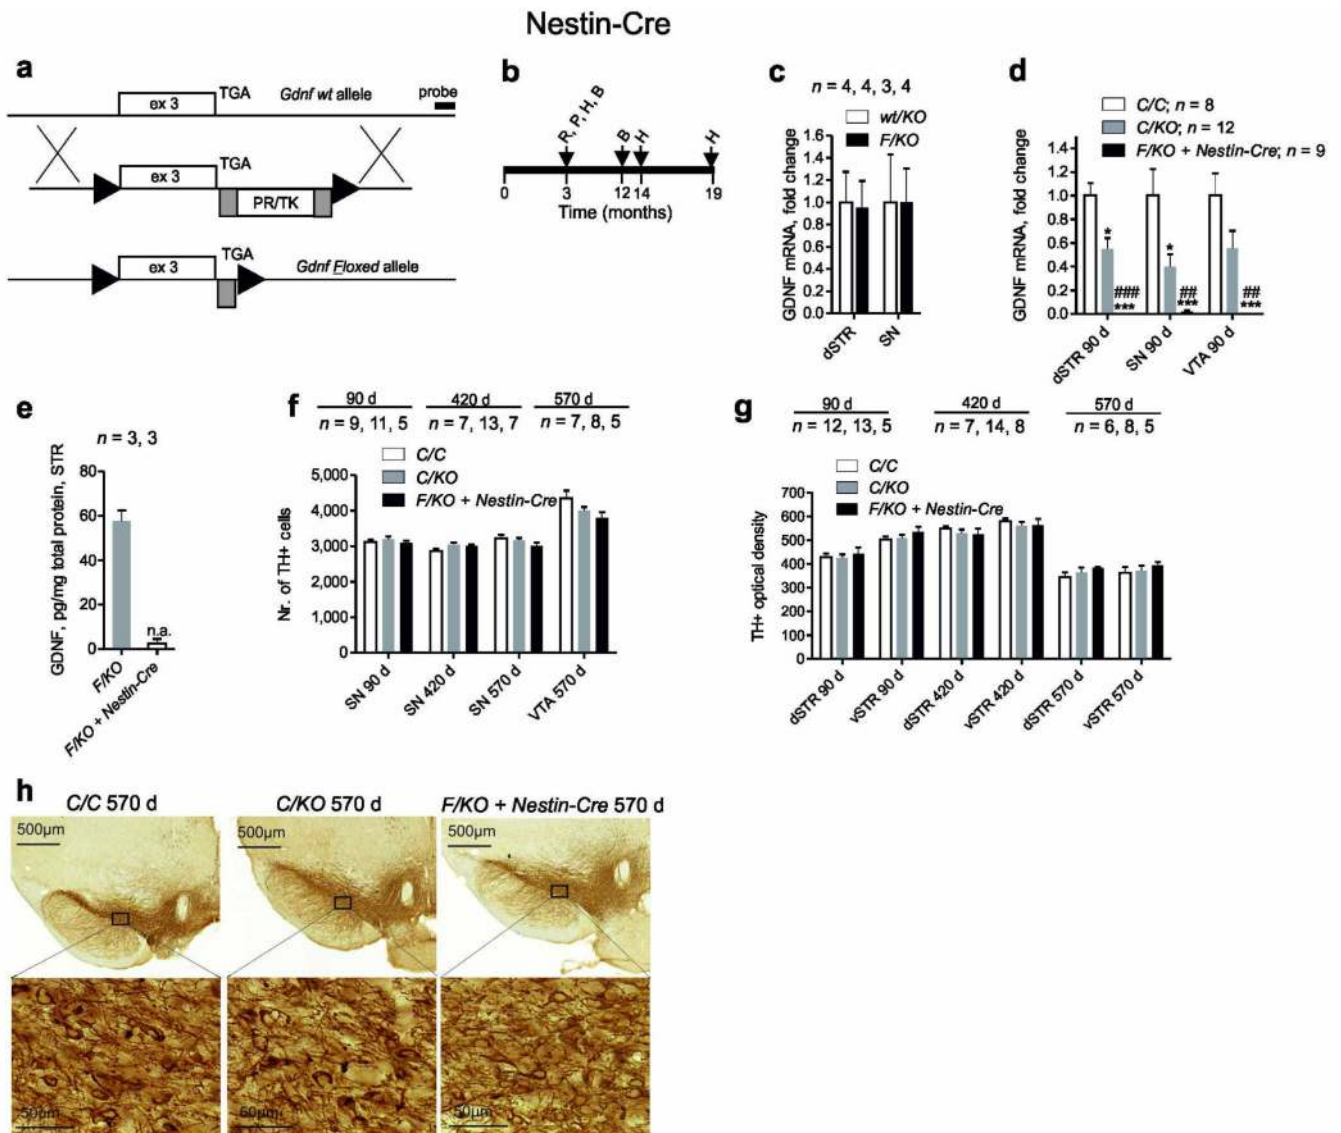 Nestin-Cre
a
TGA
Gdnf wt allele
probe
ex 3
TGA
ex 3
PR/TK
TGA
ex 3
Gdnf Floxed allele
b
R, P, H, B
B
H
H
0
3
12
14
19
Time (months)
c
n = 4, 4, 3, 4
wt/KO
F/KO
GDNF mRNA, fold change
1.6
1.4
1.2
1.0
0.8
0.6
0.4
0.2
0.0
dSTR
SN
d
C/C; n = 8
C/KO; n = 12
F/KO + Nestin-Cre; n = 9
GDNF mRNA, fold change
1.4
1.2
1.0
0.8
0.6
0.4
0.2
0.0
*
###
***
*
##
***
##
***
dSTR 90 d
SN 90 d
VTA 90 d
e
n = 3, 3
GDNF, pg/mg total protein, STR
80
60
40
20
0
n.a.
F/KO
F/KO + Nestin-Cre
f
90 d
420 d
570 d
n = 9, 11, 5
n = 7, 13, 7
n = 7, 8, 5
C/C
C/KO
F/KO + Nestin-Cre
Nr. of TH+ cells
5,000
4,000
3,000
2,000
1,000
0
SN 90 d
SN 420 d
SN 570 d
VTA 570 d
g
90 d
420 d
570 d
n = 12, 13, 5
n = 7, 14, 8
n = 6, 8, 5
C/C
C/KO
F/KO + Nestin-Cre
TH+ optical density
700
600
500
400
300
200
100
0
dSTR 90 d
vSTR 90 d
dSTR 420 d
vSTR 420 d
dSTR 570 d
vSTR 570 d
h
C/C 570 d
C/KO 570 d
F/KO + Nestin-Cre 570 d
500µm
500µm
500µm
50µm
50µm
50µm